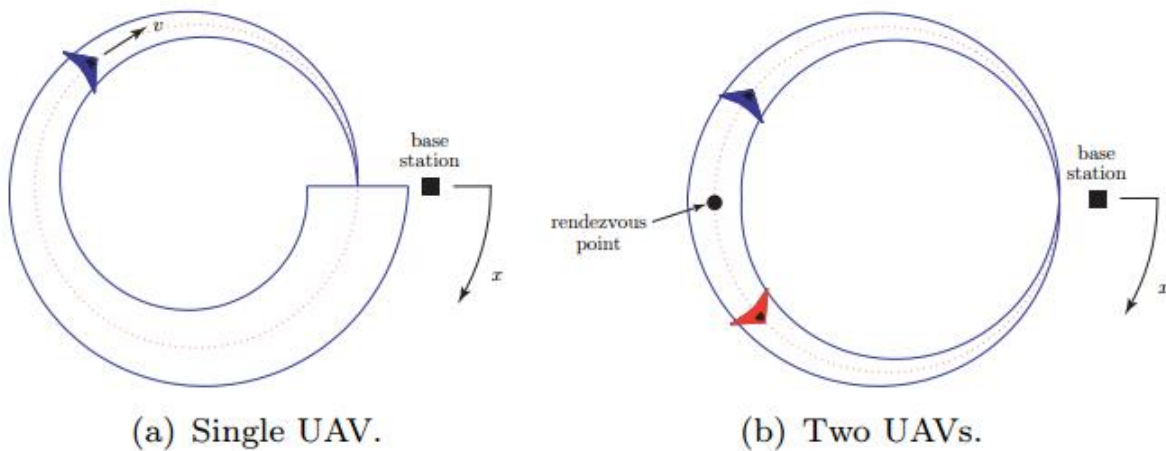 v
base
station
x
(a) Single UAV.
base
station
rendezvous
point
x
(b) Two UAVs.